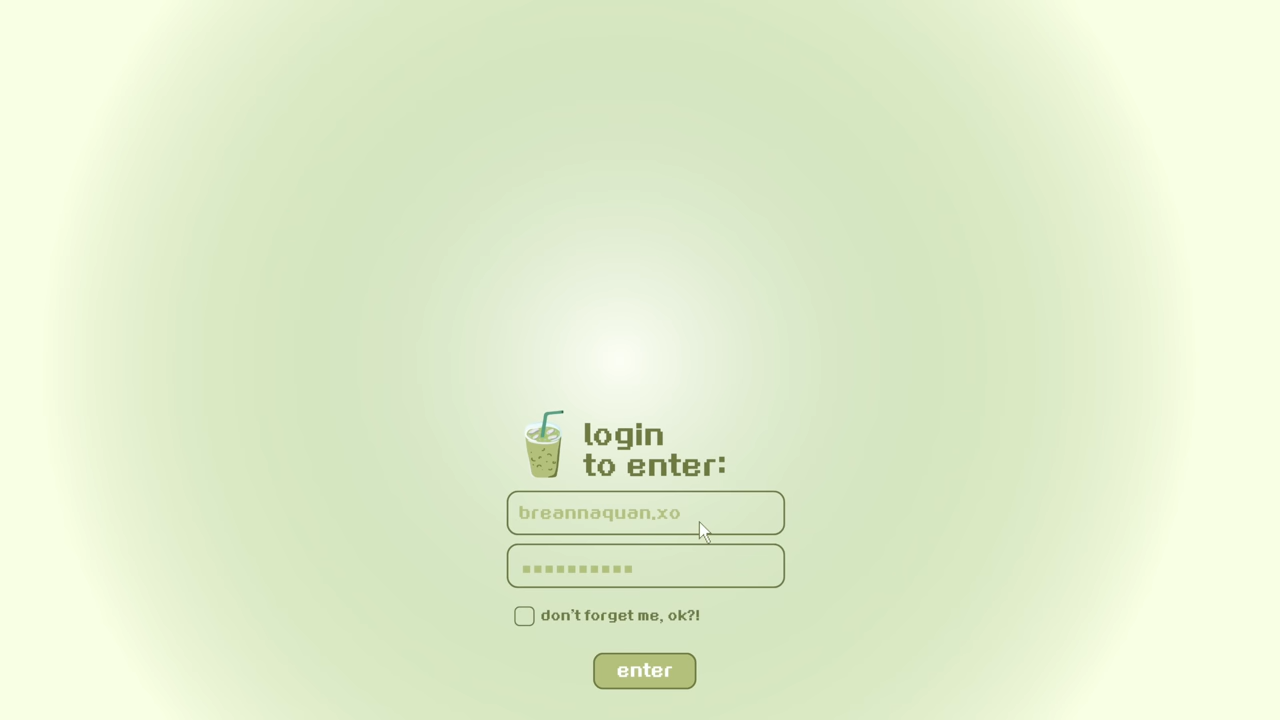 login
to enter:
breannaquan.xo
▪▪▪▪▪▪▪▪▪▪
don't forget me, ok?!
enter